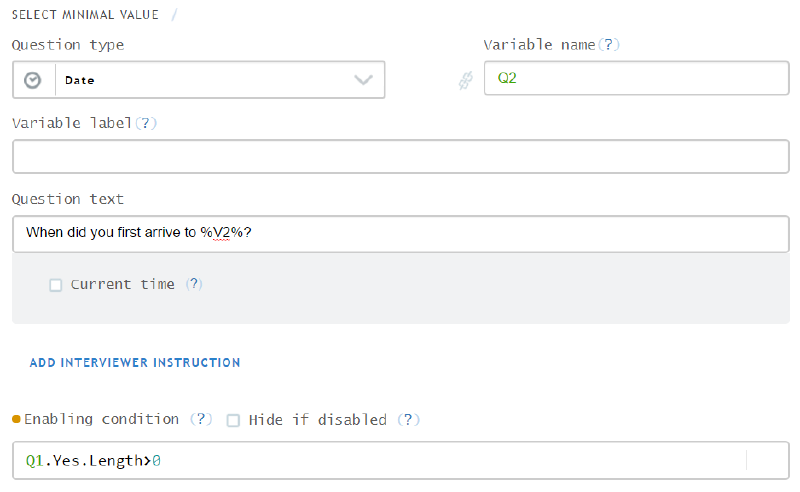 SELECT MINIMAL VALUE /
Question type Variable name(?)
Date Q2
Variable label(?)
Question text
When did you first arrive to %V2%?
Current time (?)
ADD INTERVIEWER INSTRUCTION
Enabling condition (?) Hide if disabled (?)
Q1.Yes.Length>0